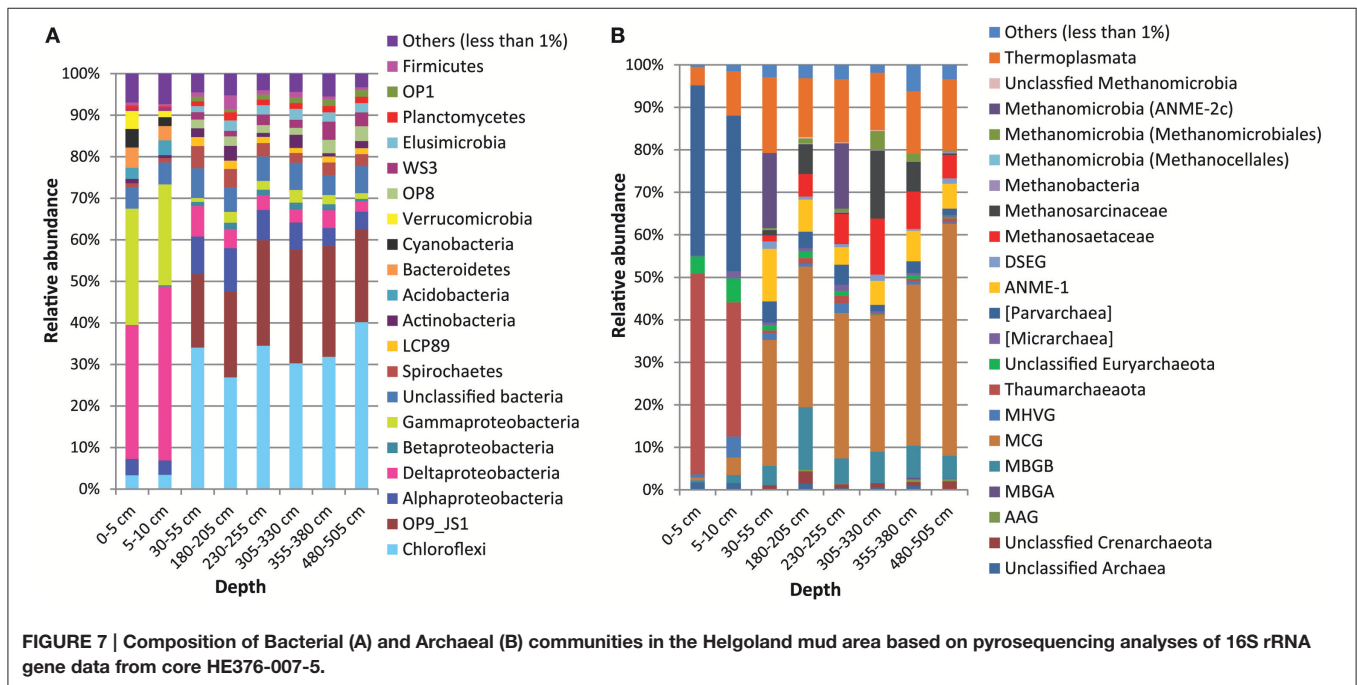 A
Others (less than 1%)
Firmicutes
OP1
Planctomycetes
Elusimicrobia
WS3
OP8
Verrucomicrobia
Cyanobacteria
Bacteroidetes
Acidobacteria
Actinobacteria
LCP89
Spirochaetes
Unclassified bacteria
Gammaproteobacteria
Betaproteobacteria
Deltaproteobacteria
Alphaproteobacteria
OP9_JS1
Chloroflexi
Relative abundance
100%
90%
80%
70%
60%
50%
40%
30%
20%
10%
0%
0-5 cm
5-10 cm
30-55 cm
180-205 cm
230-255 cm
305-330 cm
355-380 cm
480-505 cm
Depth
B
Others (less than 1%)
Thermoplasmata
Unclassfied Methanomicrobia
Methanomicrobia (ANME-2c)
Methanomicrobia (Methanomicrobiales)
Methanomicrobia (Methanocellales)
Methanobacteria
Methanosarcinaceae
Methanosaetaceae
DSEG
ANME-1
[Parvarchaea]
[Micrarchaea]
Unclassified Euryarchaeota
Thaumarchaeaota
MHVG
MCG
MBGB
MBGA
AAG
Unclassfied Crenarchaeota
Unclassified Archaea
Relative abundance
100%
90%
80%
70%
60%
50%
40%
30%
20%
10%
0%
0-5 cm
5-10 cm
30-55 cm
180-205 cm
230-255 cm
305-330 cm
355-380 cm
480-505 cm
Depth
FIGURE 7 | Composition of Bacterial (A) and Archaeal (B) communities in the Helgoland mud area based on pyrosequencing analyses of 16S rRNA
gene data from core HE376-007-5.